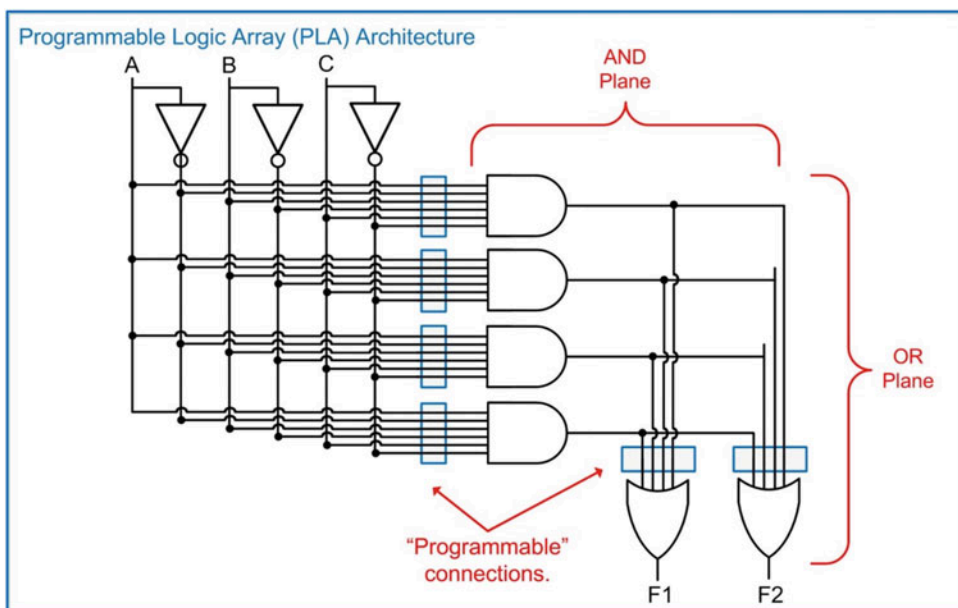 Programmable Logic Array (PLA) Architecture
A B C
AND
Plane
OR
Plane
“Programmable”
connections.
F1 F2